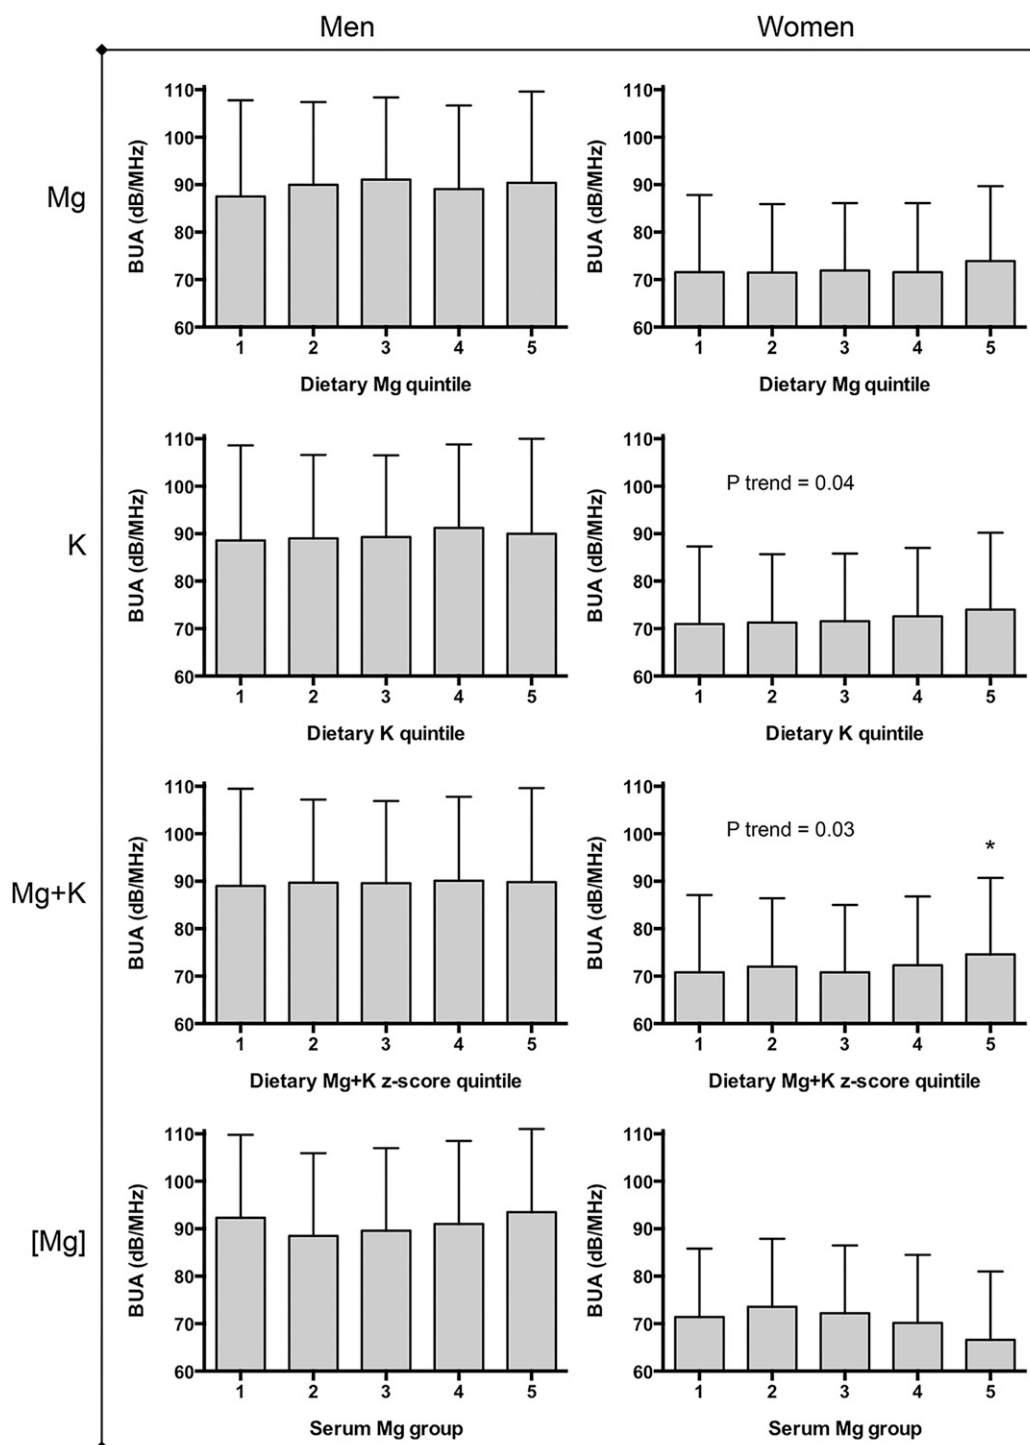 Men
Women
Mg
BUA (dB/MHz)
110
100
90
80
70
60
1 2 3 4 5
Dietary Mg quintile
BUA (dB/MHz)
110
100
90
80
70
60
1 2 3 4 5
Dietary Mg quintile
K
BUA (dB/MHz)
110
100
90
80
70
60
1 2 3 4 5
Dietary K quintile
BUA (dB/MHz)
110
100
90
80
70
60
P trend = 0.04
1 2 3 4 5
Dietary K quintile
Mg+K
BUA (dB/MHz)
110
100
90
80
70
60
1 2 3 4 5
Dietary Mg+K z-score quintile
BUA (dB/MHz)
110
100
90
80
70
60
P trend = 0.03
*
1 2 3 4 5
Dietary Mg+K z-score quintile
[Mg]
BUA (dB/MHz)
110
100
90
80
70
60
1 2 3 4 5
Serum Mg group
BUA (dB/MHz)
110
100
90
80
70
60
1 2 3 4 5
Serum Mg group